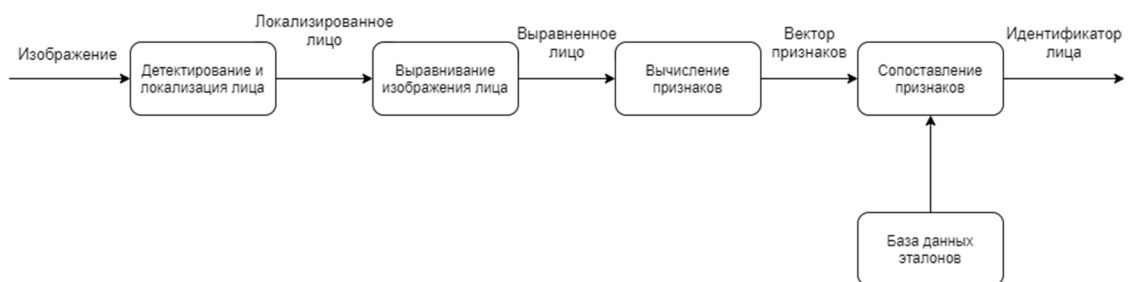 Изображение
Детектирование и
локализация лица
Локализированное
лицо
Выравнивание
изображения лица
Выравненное
лицо
Вычисление
признаков
Вектор
признаков
Сопоставление
признаков
Идентификатор
лица
База данных
эталонов